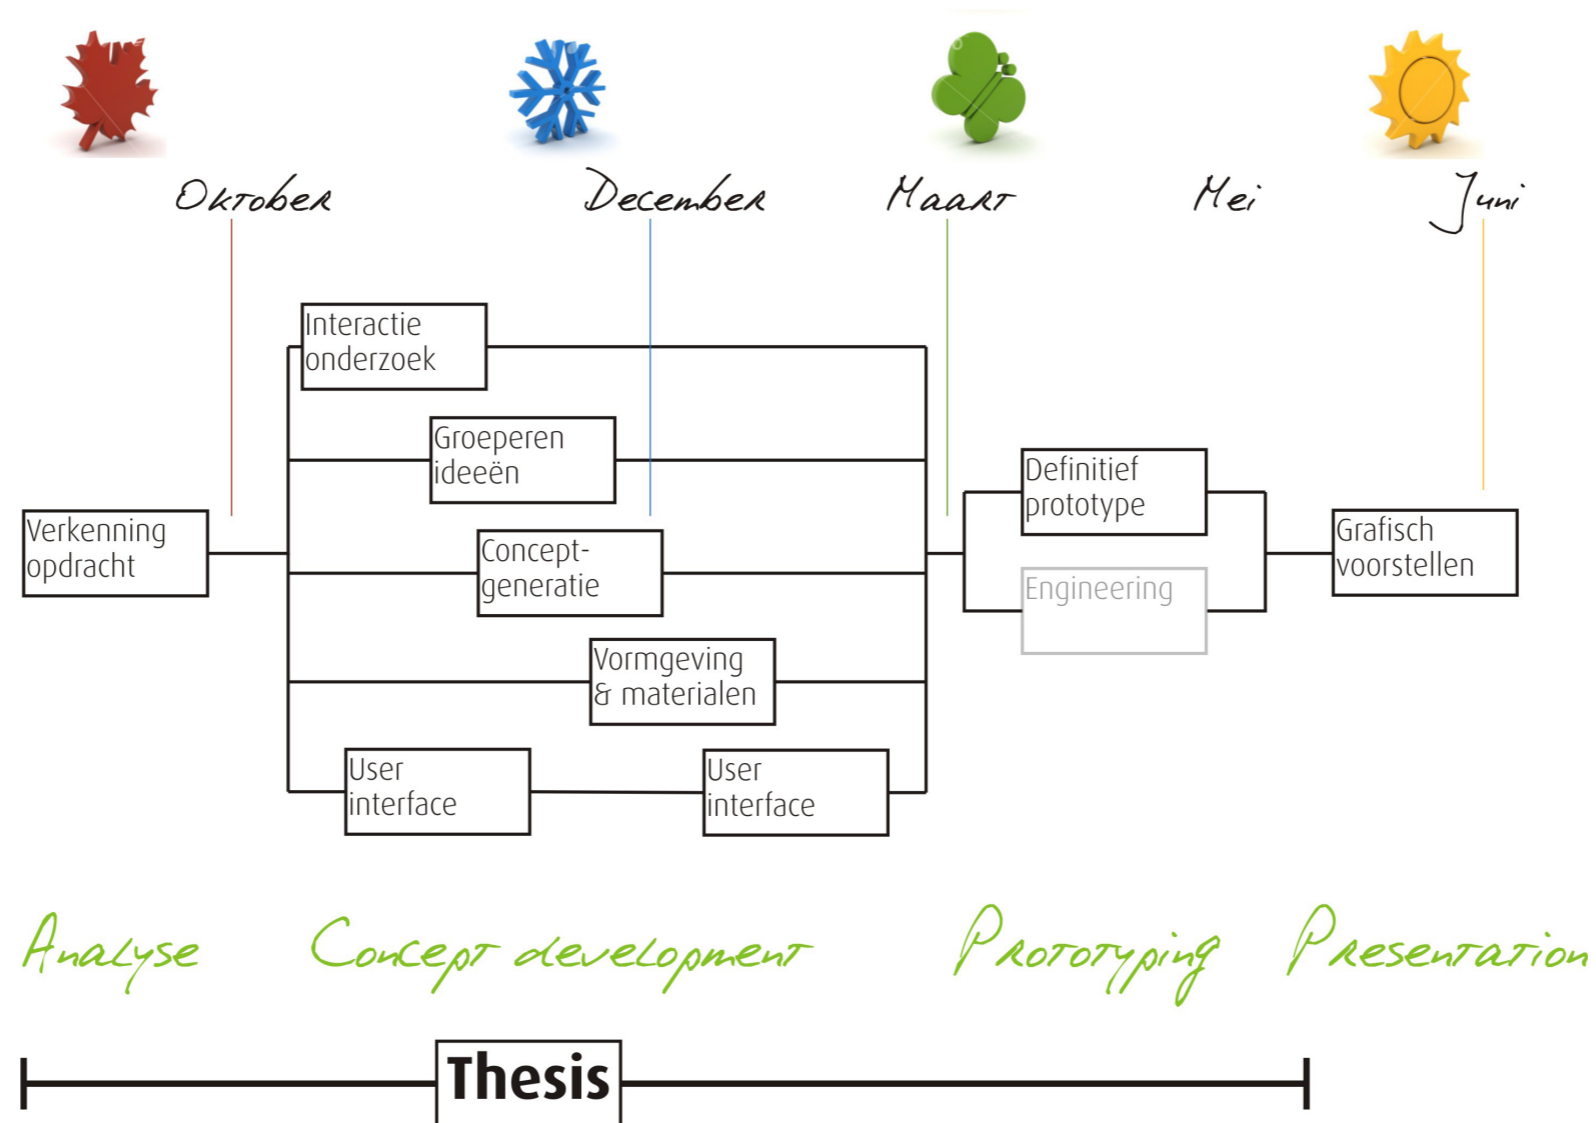 Oktober December Maart Mei Juni
Interactie
onderzoek
Groeperen
ideeën
Verkenning
opdracht
Concept-
generatie
Vormgeving
& materialen
User
interface
User
interface
Definitief
prototype
Engineering
Grafisch
voorstellen
Analyse Concept development Prototyping Presentation
Thesis